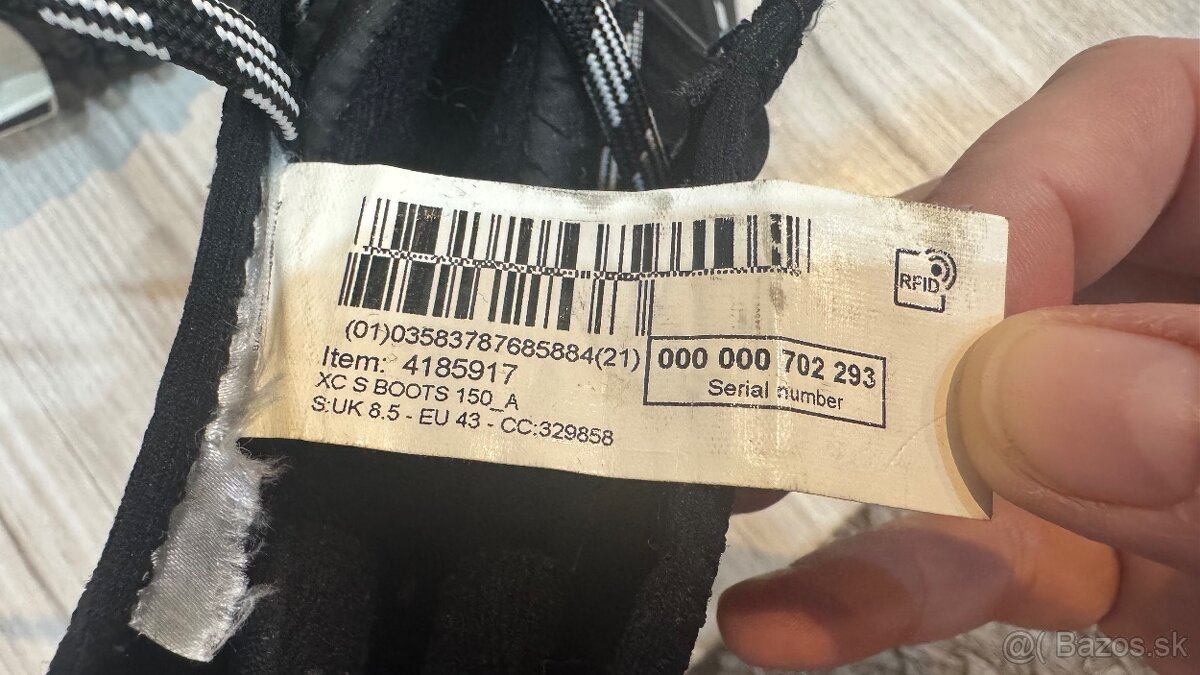 RFID
(01)03583787685884(21)
000 000 702 293
Serial number
Item: 4185917
XC S BOOTS 150_A
S:UK 8.5 - EU 43 - CC:329858
@( Bazos.sk